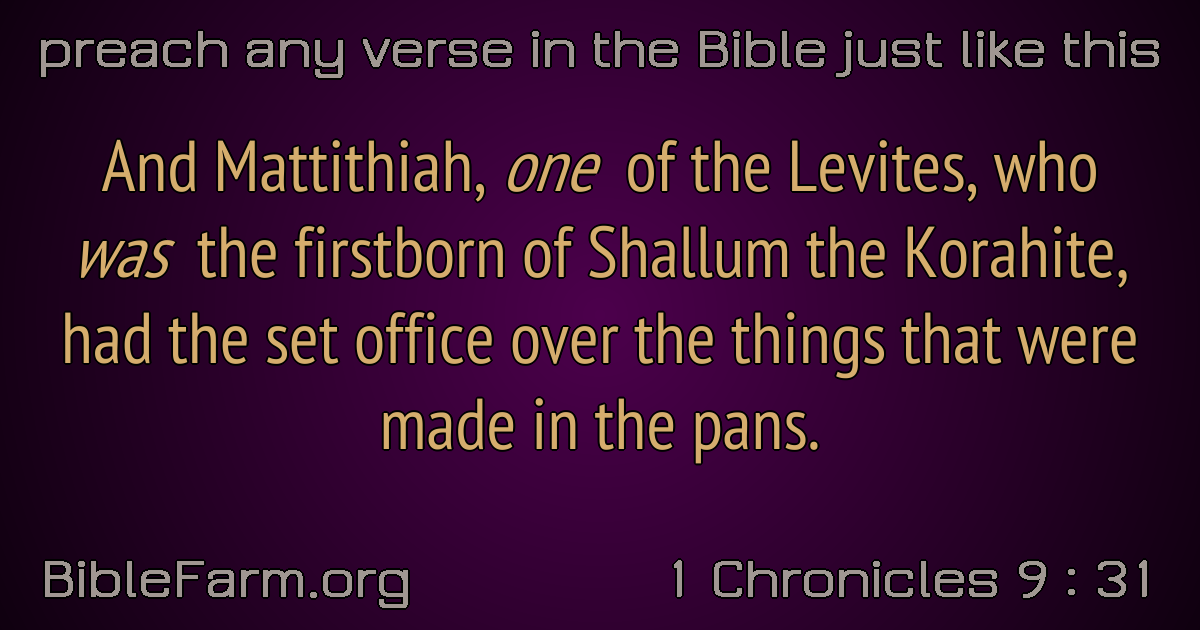 preach any verse in the Bible just like this
And Mattithiah, one of the Levites, who
was the firstborn of Shallum the Korahite,
had the set office over the things that were
made in the pans.
BibleFarm.org
1 Chronicles 9 : 31